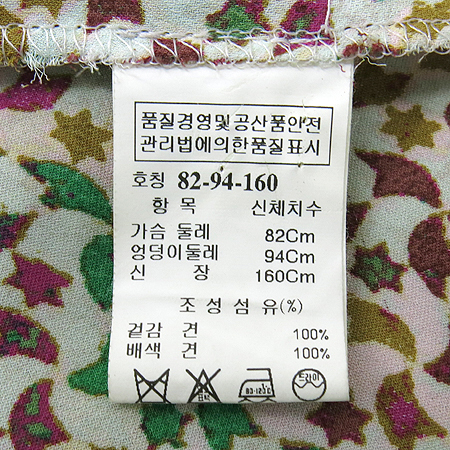 품질경영및공산품안전
관리법에의한품질표시
호칭 82-94-160
항 목 신체치수
가슴 둘레 82Cm
엉덩이둘레 94Cm
신 장 160Cm
조성섬유(%)
겉감 견 100%
배색 견 100%
표백 드라이